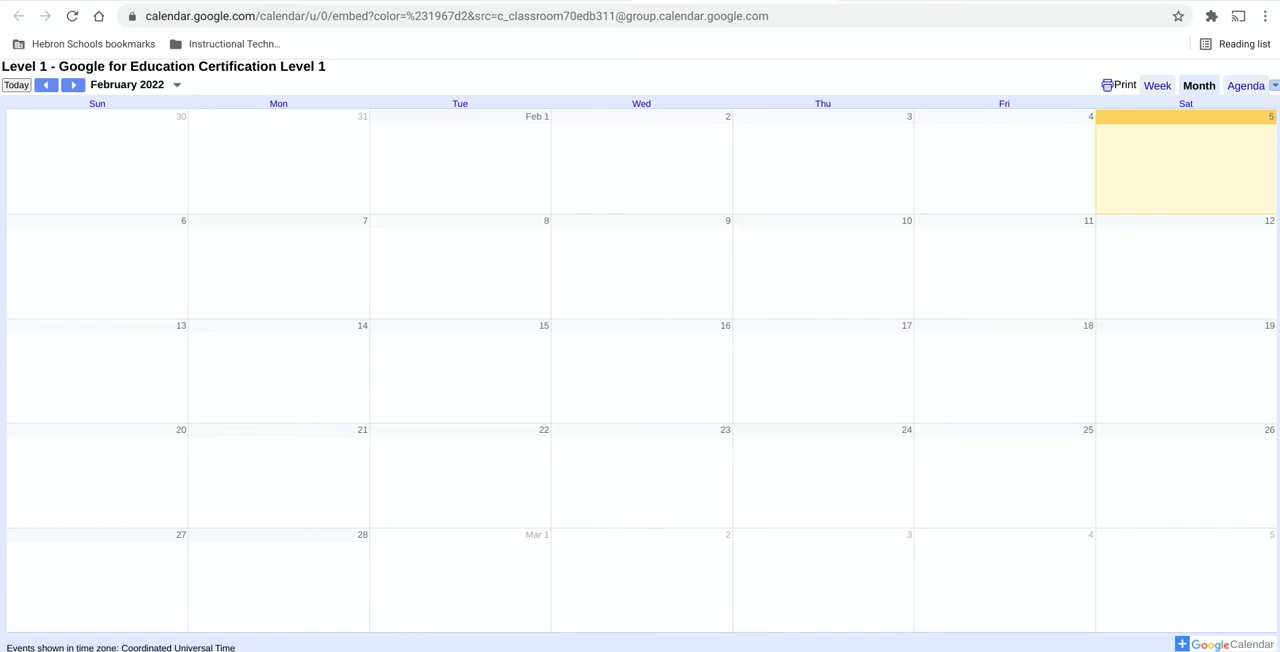 calendar.google.com/calendar/u/0/embed?color=%231967d2&src=c_classroom70edb311@group.calendar.google.com
Hebron Schools bookmarks Instructional Techn... Reading list
Level 1 - Google for Education Certification Level 1
Today February 2022 Print Week Month Agenda
Sun Mon Tue Wed Thu Fri Sat
30 31 Feb 1 2 3 4 5
6 7 8 9 10 11 12
13 14 15 16 17 18 19
20 21 22 23 24 25 26
27 28 Mar 1 2 3 4 5
Events shown in time zone: Coordinated Universal Time
+ GoogleCalendar